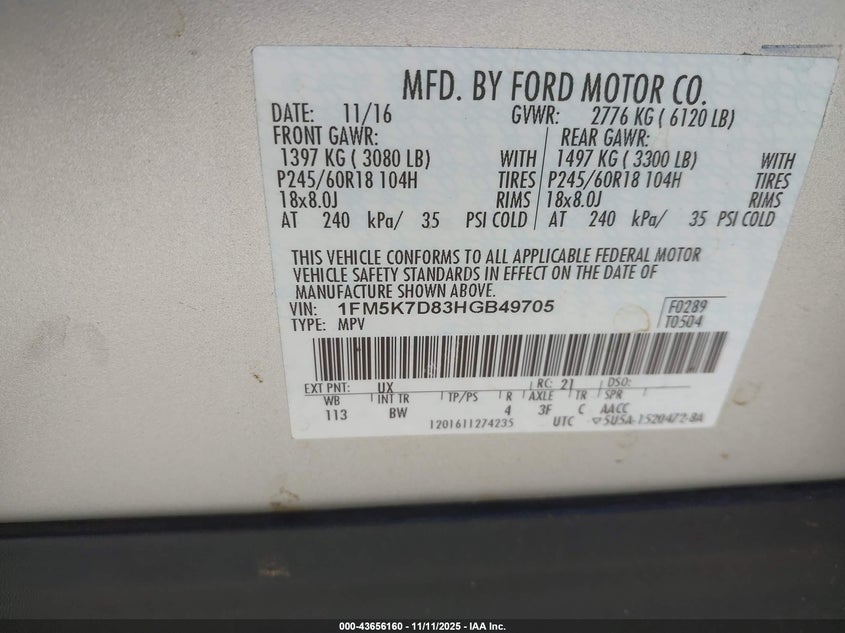 MFD. BY FORD MOTOR CO.
DATE: 11/16 GVWR: 2776 KG ( 6120 LB)
FRONT GAWR: REAR GAWR:
1397 KG ( 3080 LB) WITH 1497 KG ( 3300 LB) WITH
P245/60R18 104H TIRES P245/60R18 104H TIRES
18x8.0J RIMS 18x8.0J RIMS
AT 240 kPa/ 35 PSI COLD AT 240 kPa/ 35 PSI COLD
THIS VEHICLE CONFORMS TO ALL APPLICABLE FEDERAL MOTOR
VEHICLE SAFETY STANDARDS IN EFFECT ON THE DATE OF
MANUFACTURE SHOWN ABOVE.
VIN: 1FM5K7D83HGB49705 F0289
TYPE: MPV T0504
EXT PNT: UX RC: 21 DSO:
WB INT TR TP/PS R AXLE TR SPR
113 BW 4 3F C AACC
1201611274235 UTC ▽5U5A-1520472-BA
000-43656160 - 11/11/2025 - IAA Inc.